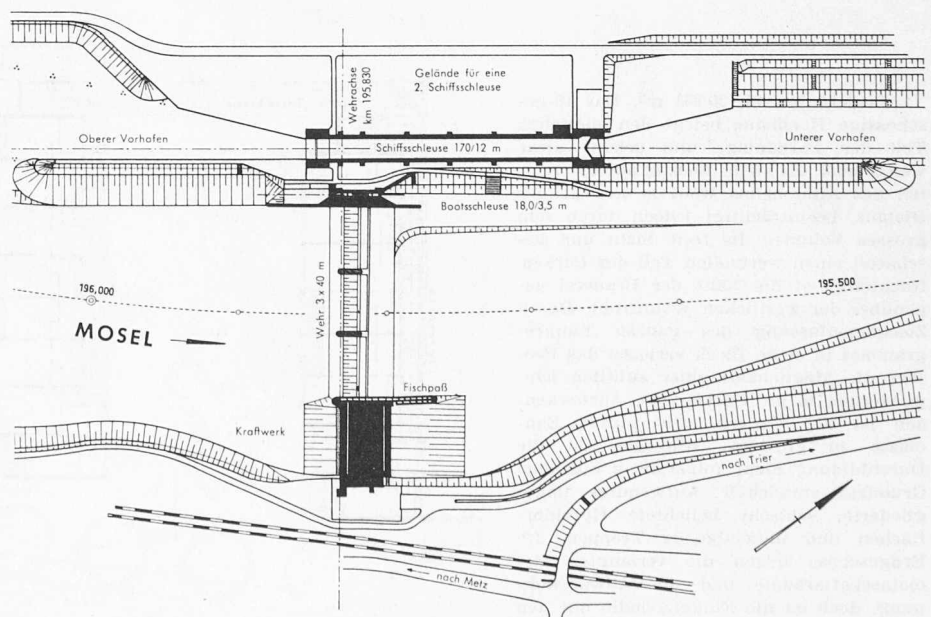 Wehrachse
km 195,830
Gelände für eine
2. Schiffsschleuse
Oberer Vorhafen
Schiffsschleuse 170/12 m
Unterer Vorhafen
Bootsschleuse 18,0/3,5 m
Wehr 3 x 40 m
196,000
195,500
MOSEL
Fischpaß
Kraftwerk
nach Trier
nach Metz